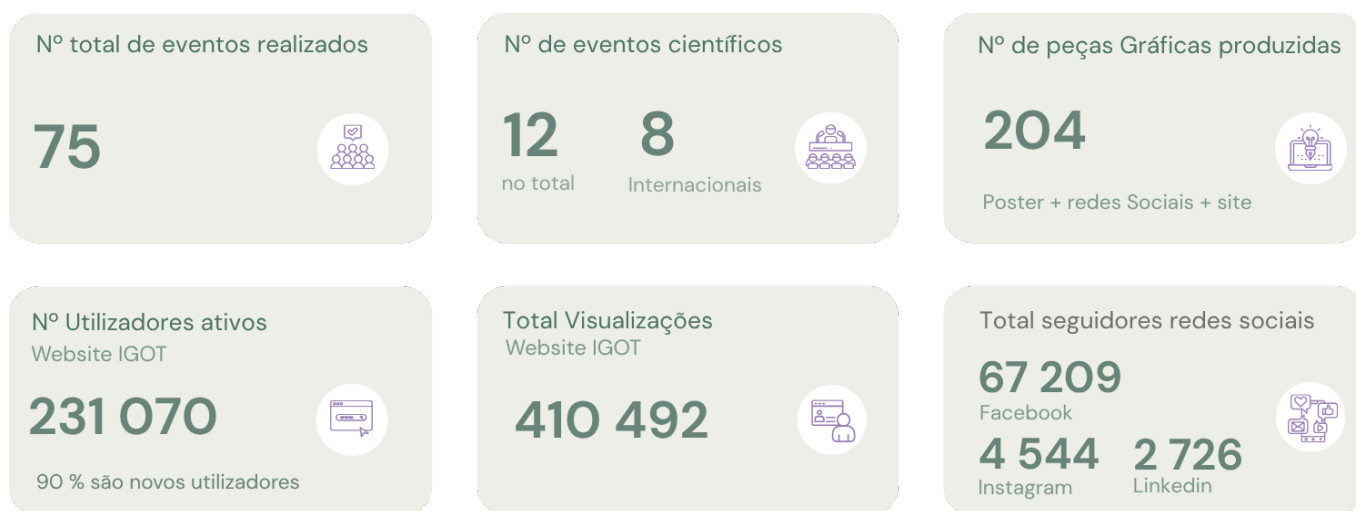 Nº total de eventos realizados
75
Nº de eventos científicos
12
no total
8
Internacionais
Nº de peças Gráficas produzidas
204
Poster + redes Sociais + site
Nº Utilizadores ativos
Website IGOT
231 070
90 % são novos utilizadores
Total Visualizações
Website IGOT
410 492
Total seguidores redes sociais
67 209
Facebook
4 544
Instagram
2 726
Linkedin